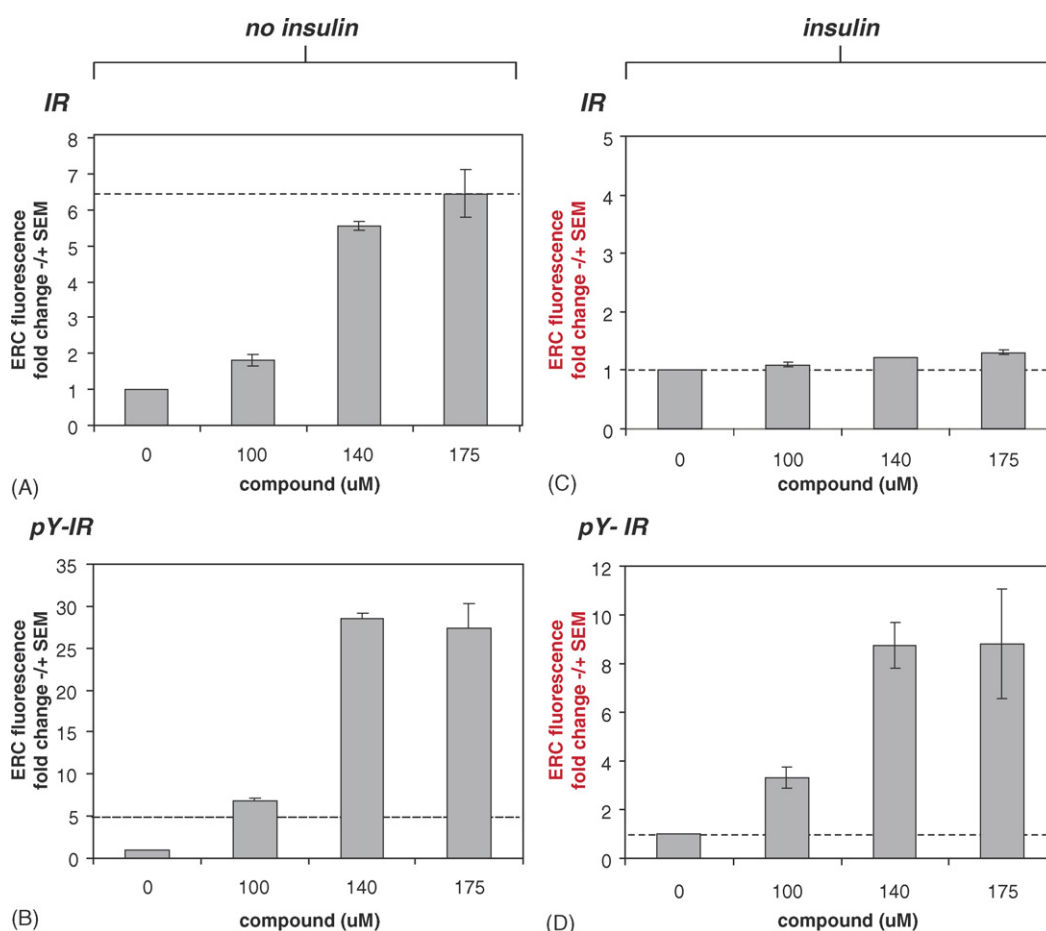 no insulin
insulin
IR
8
7
6
5
4
3
2
1
0
ERC fluorescence
fold change -/+ SEM
0
100
140
175
compound (uM)
(A)
IR
5
4
3
2
1
0
ERC fluorescence
fold change -/+ SEM
0
100
140
175
compound (uM)
(C)
pY-IR
35
30
25
20
15
10
5
0
ERC fluorescence
fold change -/+ SEM
0
100
140
175
compound (uM)
(B)
pY- IR
12
10
8
6
4
2
0
ERC fluorescence
fold change -/+ SEM
0
100
140
175
compound (uM)
(D)